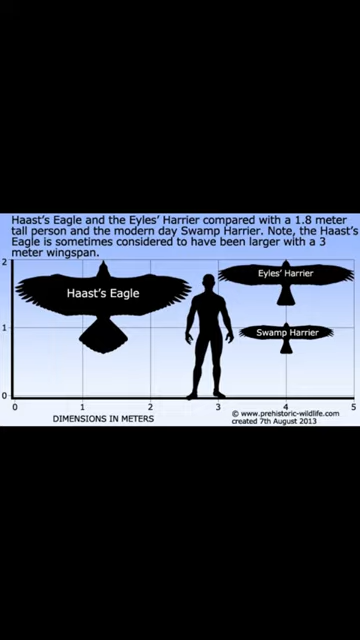 Haast's Eagle and the Eyles' Harrier compared with a 1.8 meter
tall person and the modern day Swamp Harrier. Note, the Haast's
Eagle is sometimes considered to have been larger with a 3
meter wingspan.
2
Eyles' Harrier
Haast's Eagle
1
Swamp Harrier
0
0 1 2 3 4 5
DIMENSIONS IN METERS
© www.prehistoric-wildlife.com
created 7th August 2013